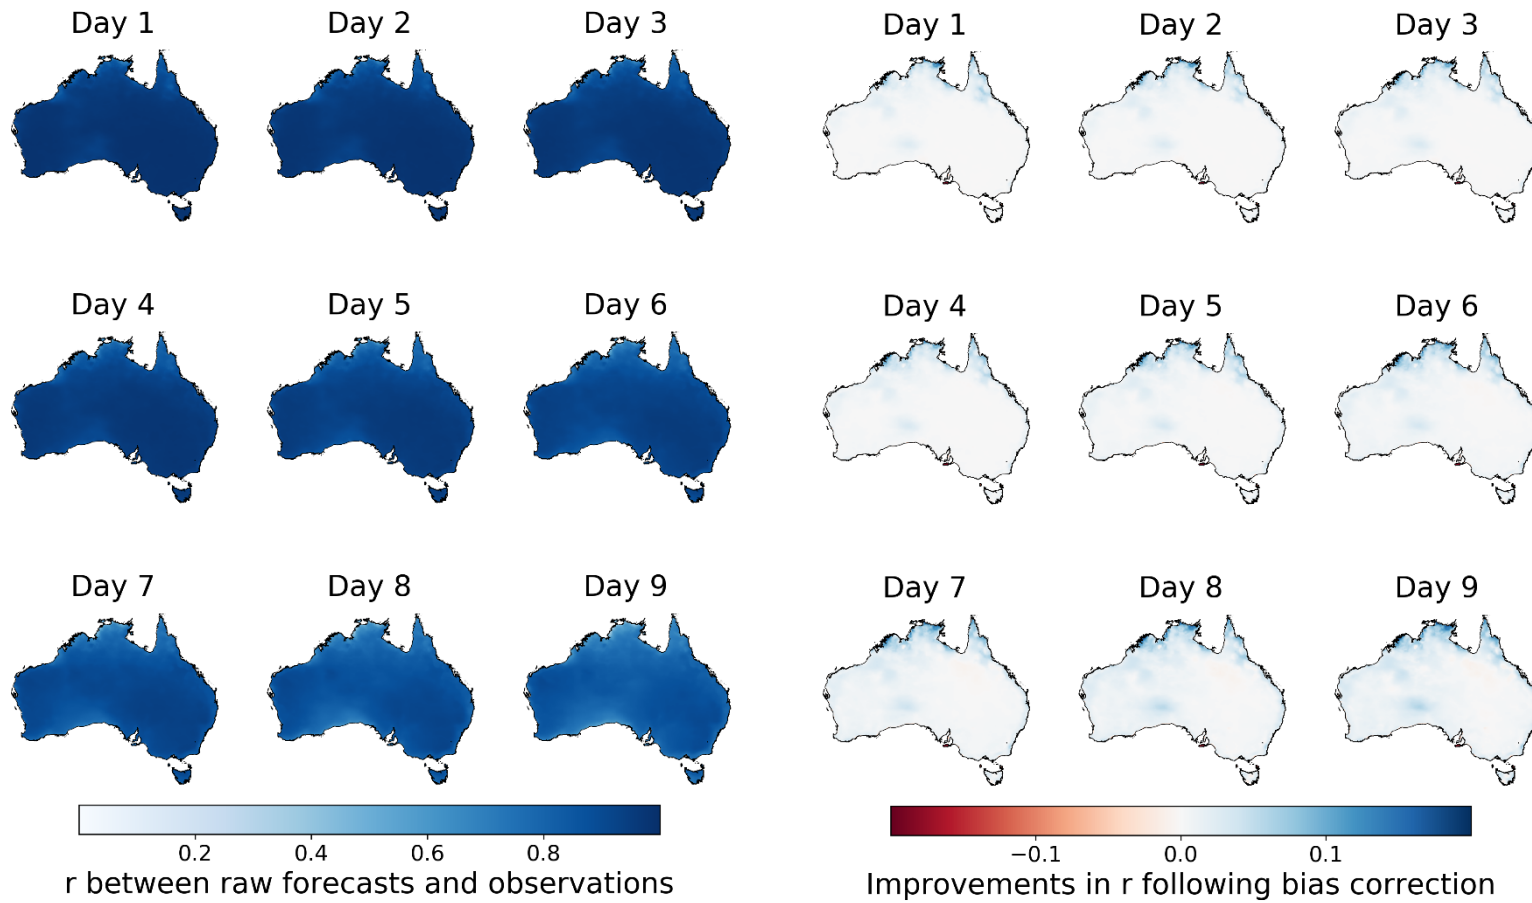 Day 1
Day 2
Day 3
Day 4
Day 5
Day 6
Day 7
Day 8
Day 9
0.2 0.4 0.6 0.8
r between raw forecasts and observations
Day 1
Day 2
Day 3
Day 4
Day 5
Day 6
Day 7
Day 8
Day 9
−0.1 0.0 0.1
Improvements in r following bias correction